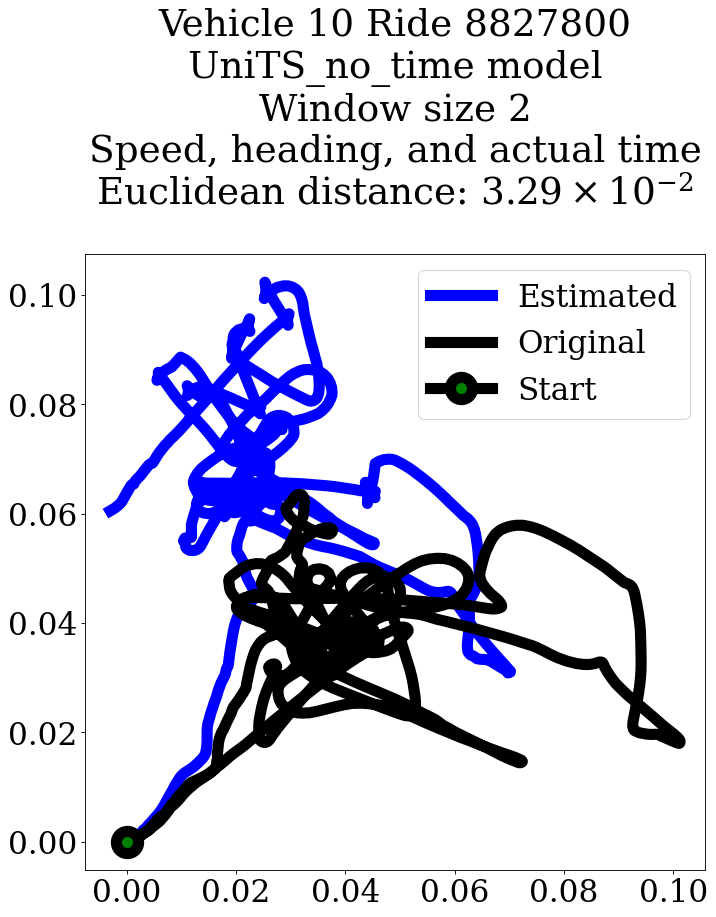 Vehicle 10 Ride 8827800
UniTS_no_time model
Window size 2
Speed, heading, and actual time
Euclidean distance: 3.29 × 10⁻²
Estimated
Original
Start
0.10
0.08
0.06
0.04
0.02
0.00
0.00 0.02 0.04 0.06 0.08 0.10